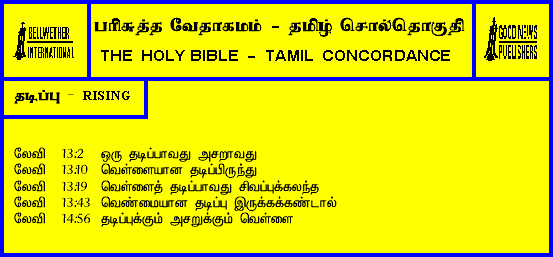 BELLWETHER
INTERNATIONAL
பரிசுத்த வேதாகமம் - தமிழ் சொல்தொகுதி
THE HOLY BIBLE - TAMIL CONCORDANCE
GOOD NEWS
PUBLISHERS
தடிப்பு - RISING
லேவி 13:2 ஒரு தடிப்பாவது அசறாவது
லேவி 13:10 வெள்ளையான தடிப்பிருந்து
லேவி 13:19 வெள்ளைத் தடிப்பாவது சிவப்புக்கலந்த
லேவி 13:43 வெண்மையான தடிப்பு இருக்கக்கண்டால்
லேவி 14:56 தடிப்புக்கும் அசறுக்கும் வெள்ளை